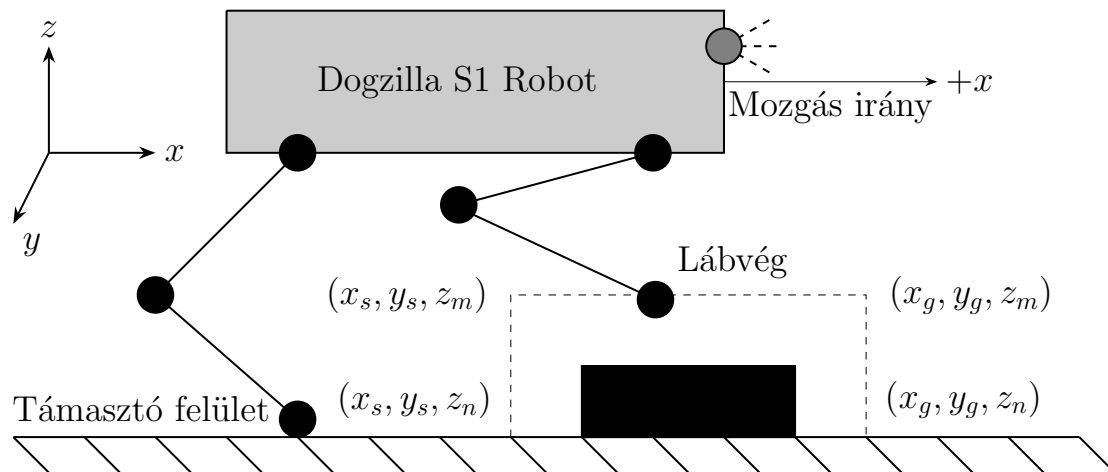 z
Dogzilla S1 Robot
+x
Mozgás irány
x
y
Lábvég
(x_s, y_s, z_m)
(x_g, y_g, z_m)
Támasztó felület
(x_s, y_s, z_n)
(x_g, y_g, z_n)